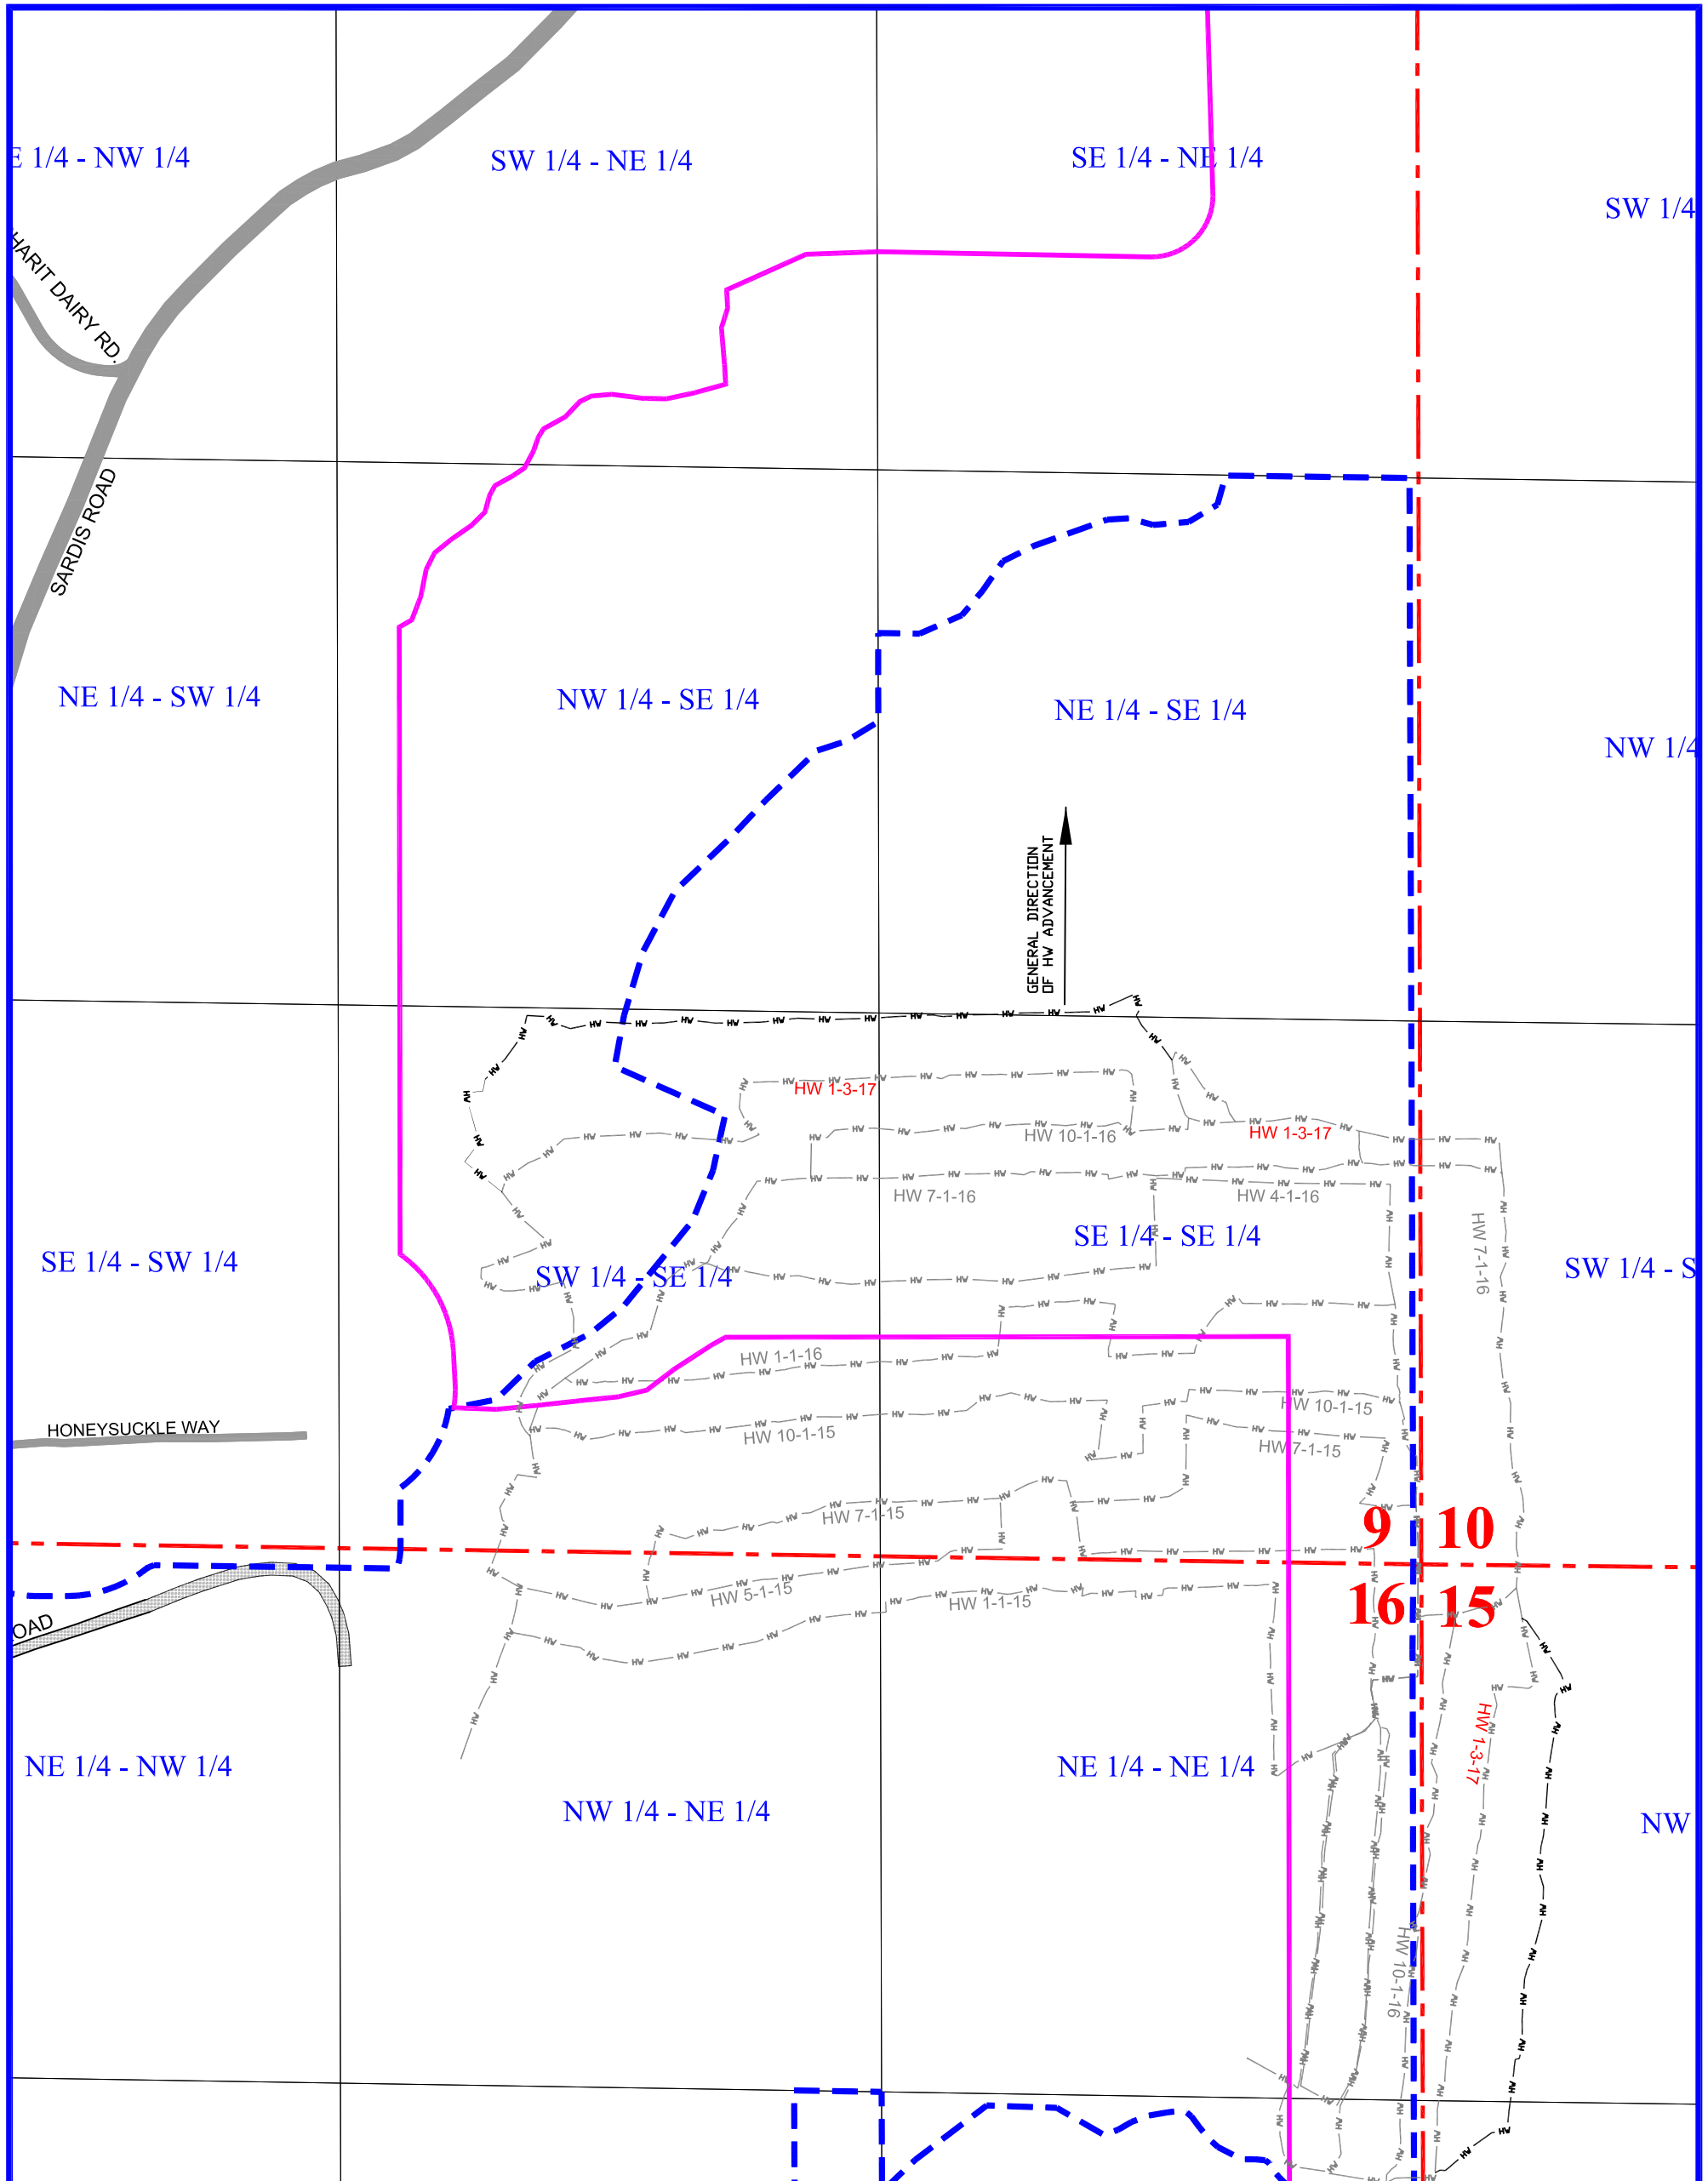 E 1/4 - NW 1/4
SW 1/4 - NE 1/4
SE 1/4 - NE 1/4
SW 1/4
HARIT DAIRY RD.
SARDIS ROAD
NE 1/4 - SW 1/4
NW 1/4 - SE 1/4
NE 1/4 - SE 1/4
NW 1/4
GENERAL DIRECTION
OF HW ADVANCEMENT
HW 1-3-17
HW 10-1-16
HW 1-3-17
HW 7-1-16
HW 4-1-16
HW 7-1-16
SE 1/4 - SW 1/4
SW 1/4 - SE 1/4
SE 1/4 - SE 1/4
SW 1/4 - S
HW 1-1-16
HW 10-1-15
HONEYSUCKLE WAY
HW 10-1-15
HW 7-1-15
HW 7-1-15
9
10
HW 5-1-15
HW 1-1-15
16
15
OAD
HW 1-3-17
NE 1/4 - NW 1/4
NW 1/4 - NE 1/4
NE 1/4 - NE 1/4
NW
HW 10-1-16